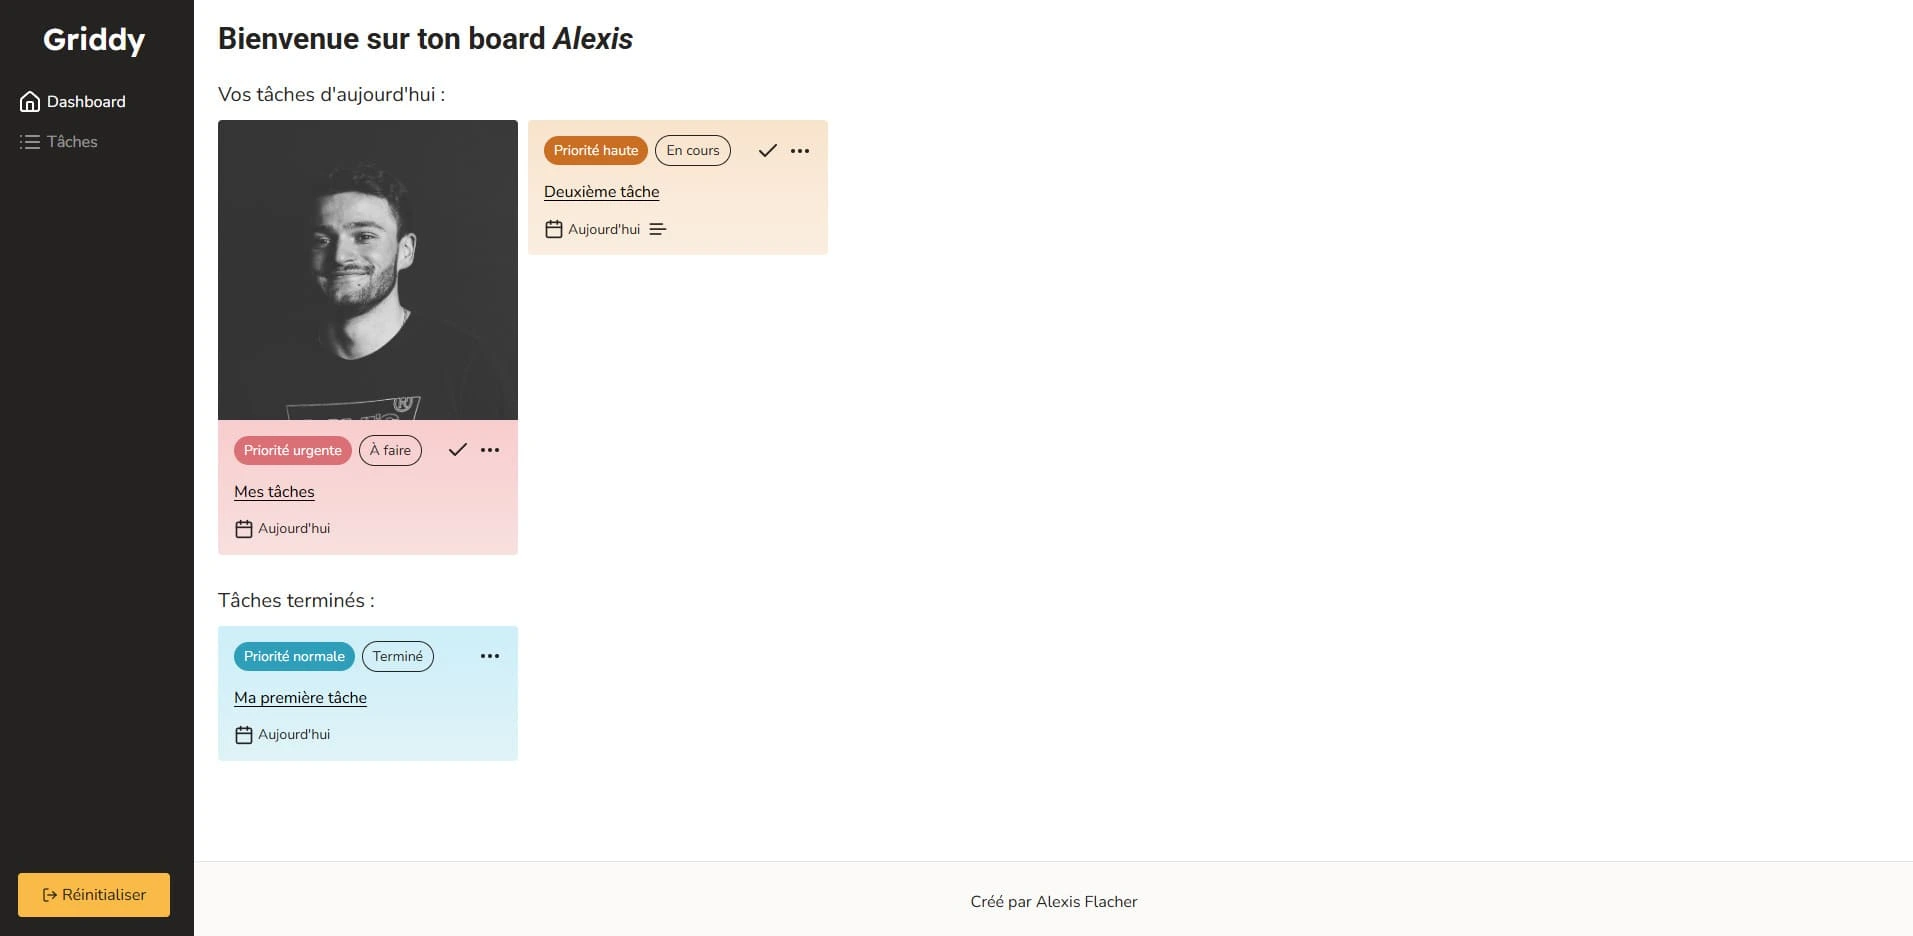 Griddy
Dashboard
Tâches
Réinitialiser
Bienvenue sur ton board Alexis
Vos tâches d'aujourd'hui :
®
Priorité urgente
À faire
Mes tâches
Aujourd'hui
Priorité haute
En cours
Deuxième tâche
Aujourd'hui
Tâches terminés :
Priorité normale
Terminé
Ma première tâche
Aujourd'hui
Créé par Alexis Flacher